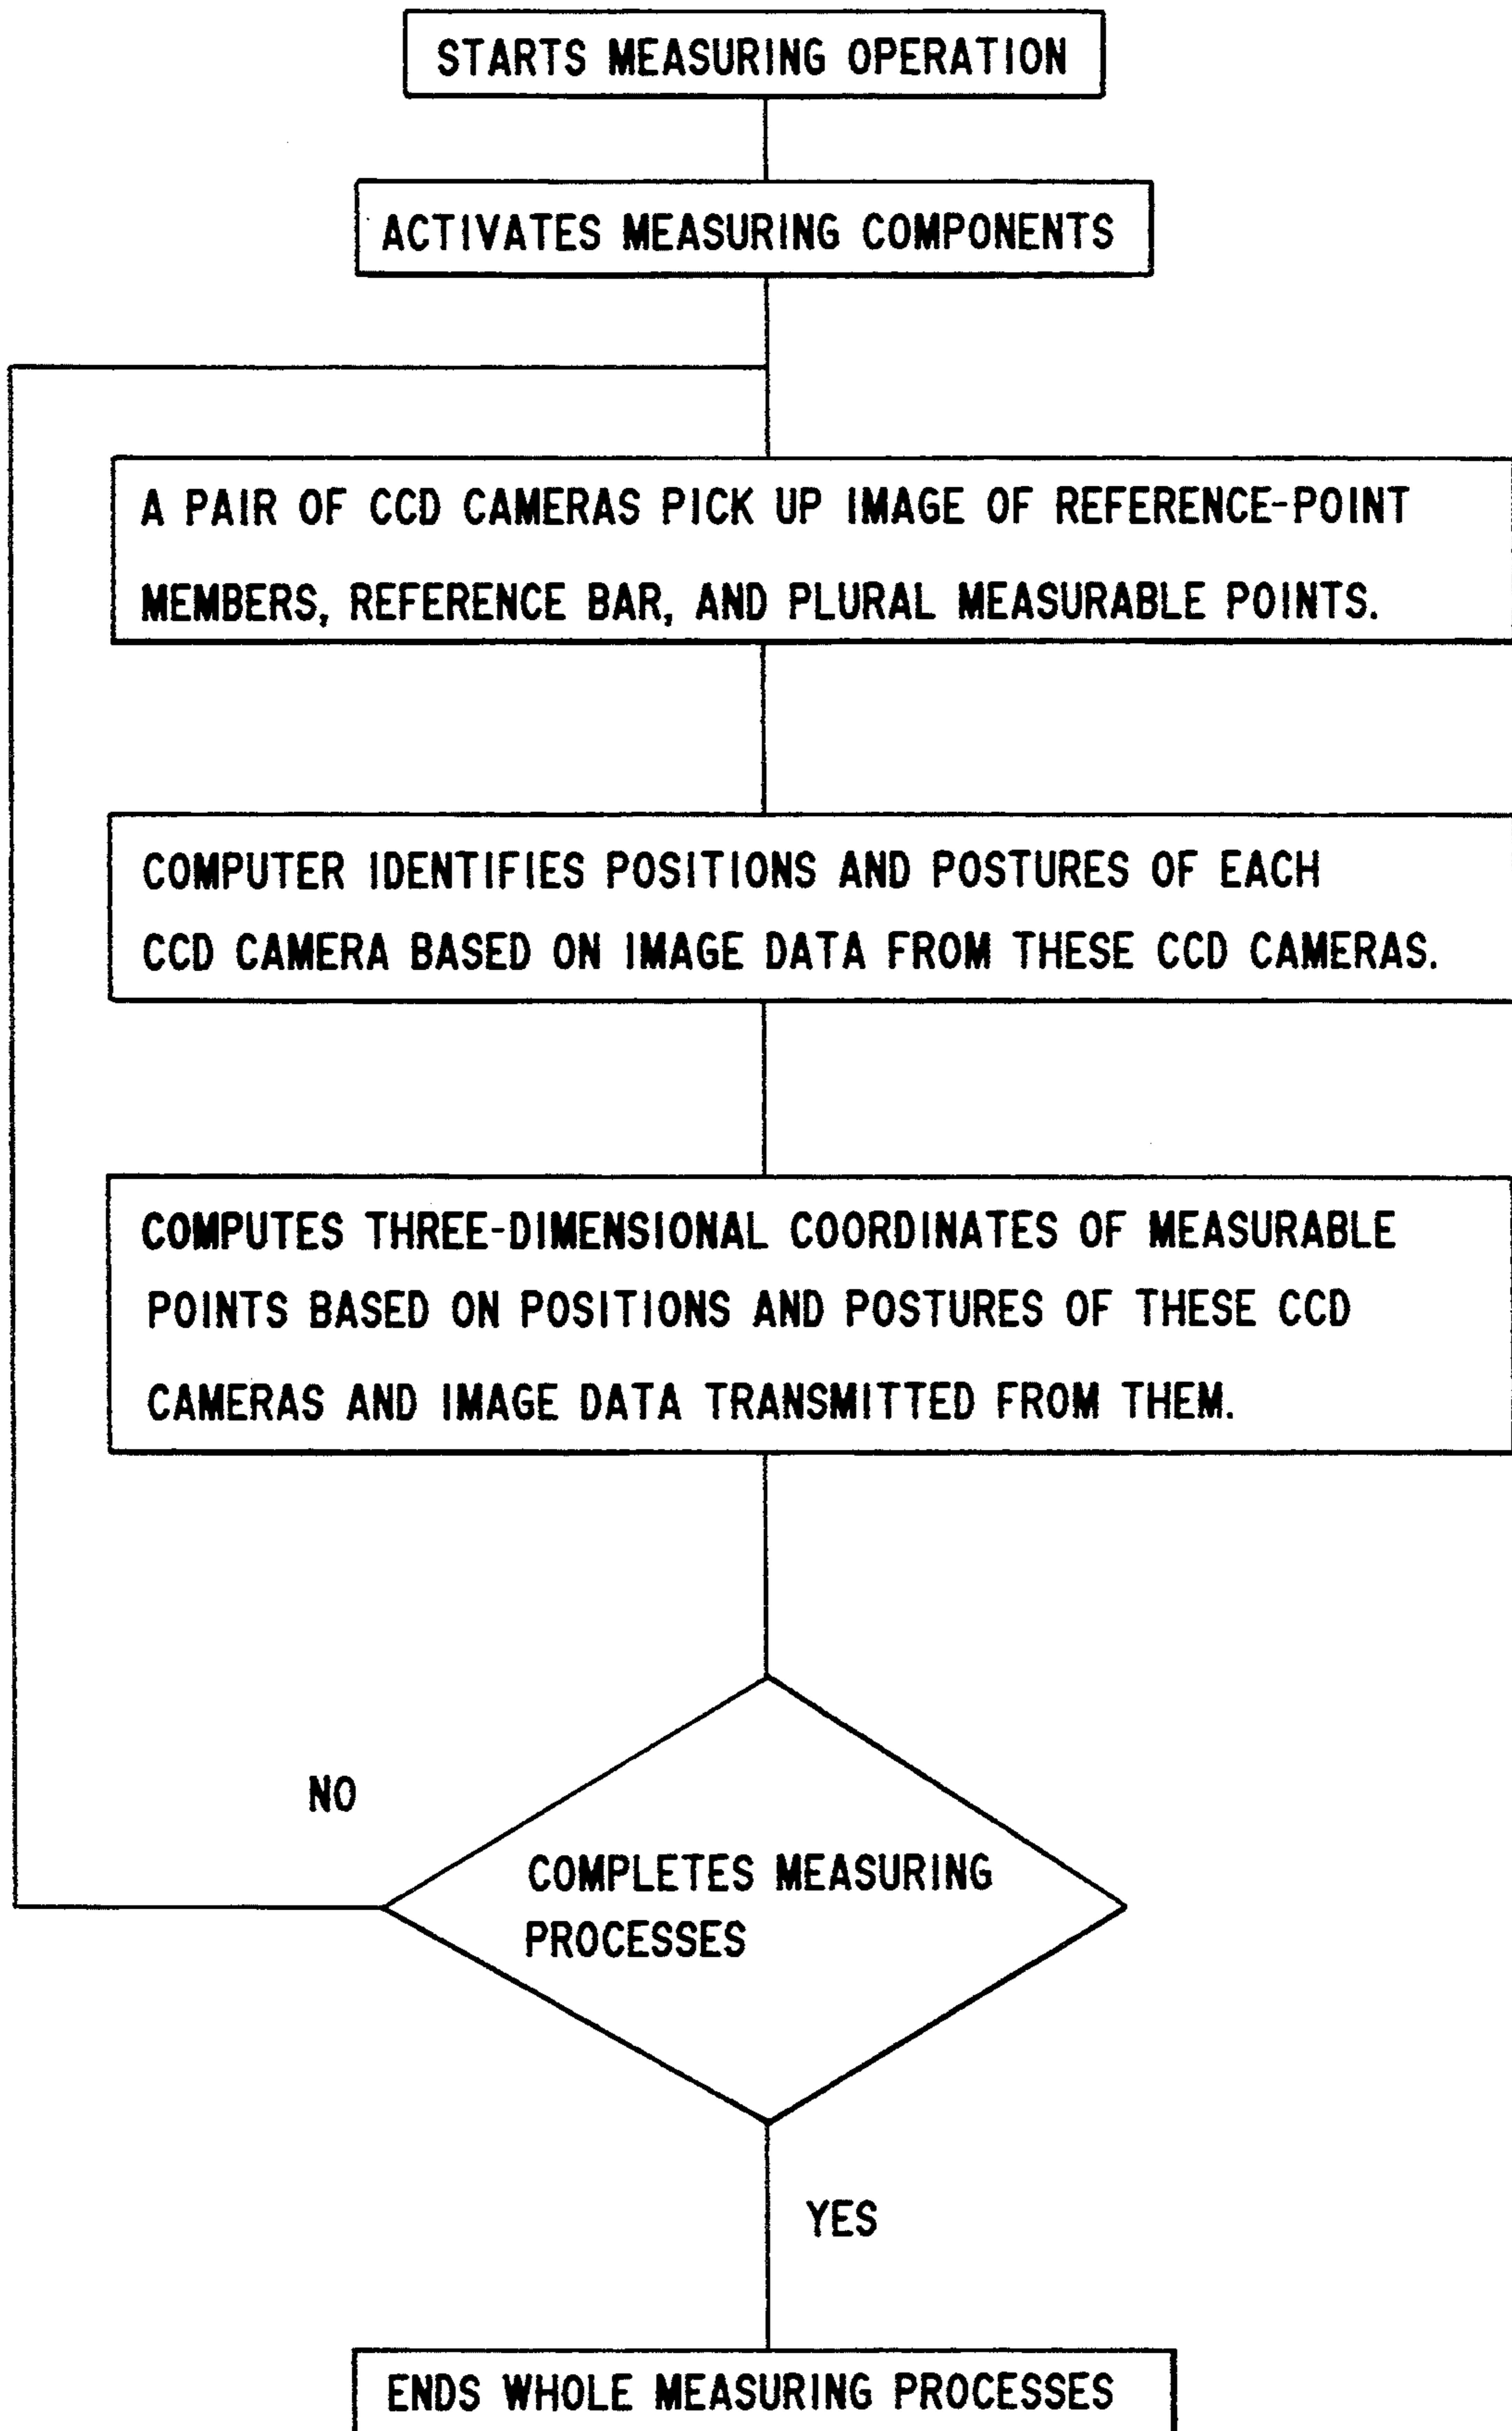 STARTS MEASURING OPERATION
ACTIVATES MEASURING COMPONENTS
A PAIR OF CCD CAMERAS PICK UP IMAGE OF REFERENCE-POINT
MEMBERS, REFERENCE BAR, AND PLURAL MEASURABLE POINTS.
COMPUTER IDENTIFIES POSITIONS AND POSTURES OF EACH
CCD CAMERA BASED ON IMAGE DATA FROM THESE CCD CAMERAS.
COMPUTES THREE-DIMENSIONAL COORDINATES OF MEASURABLE
POINTS BASED ON POSITIONS AND POSTURES OF THESE CCD
CAMERAS AND IMAGE DATA TRANSMITTED FROM THEM.
NO
COMPLETES MEASURING
PROCESSES
YES
ENDS WHOLE MEASURING PROCESSES